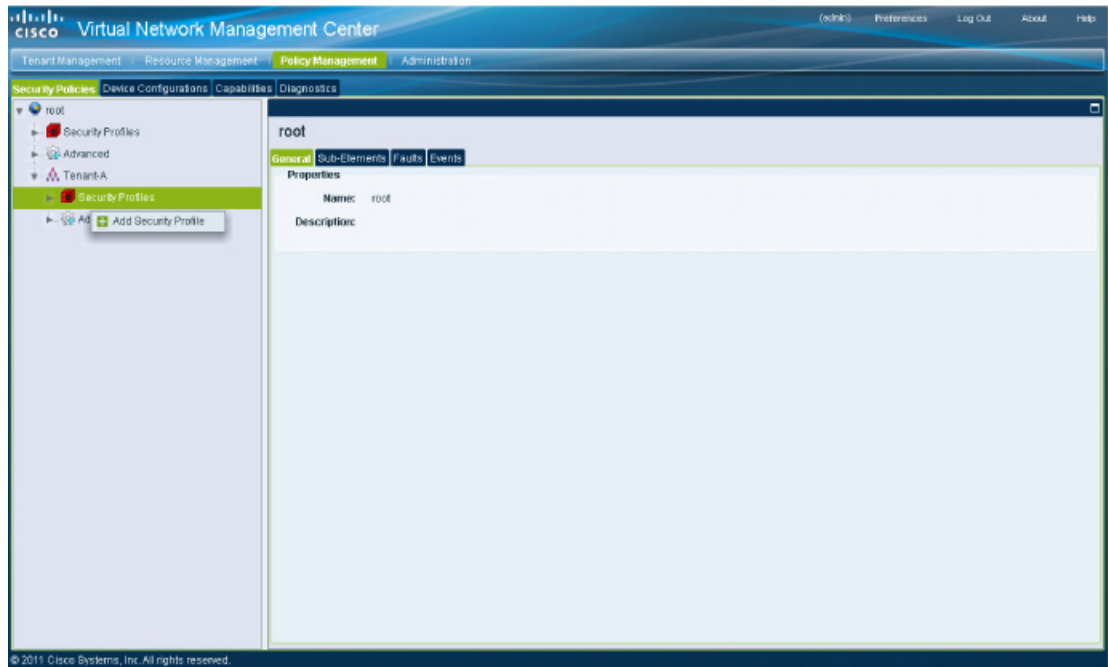 CISCO Virtual Network Management Center
(admin) Preferences Log Out About Help
Tenant Management | Resource Management | Policy Management | Administration
Security Policies Device Configurations Capabilities Diagnostics
root
Security Profiles
Advanced
Tenant-A
Security Profiles
Ad
Add Security Profile
root
General Sub-Elements Faults Events
Properties
Name: root
Description:
© 2011 Cisco Systems, Inc. All rights reserved.